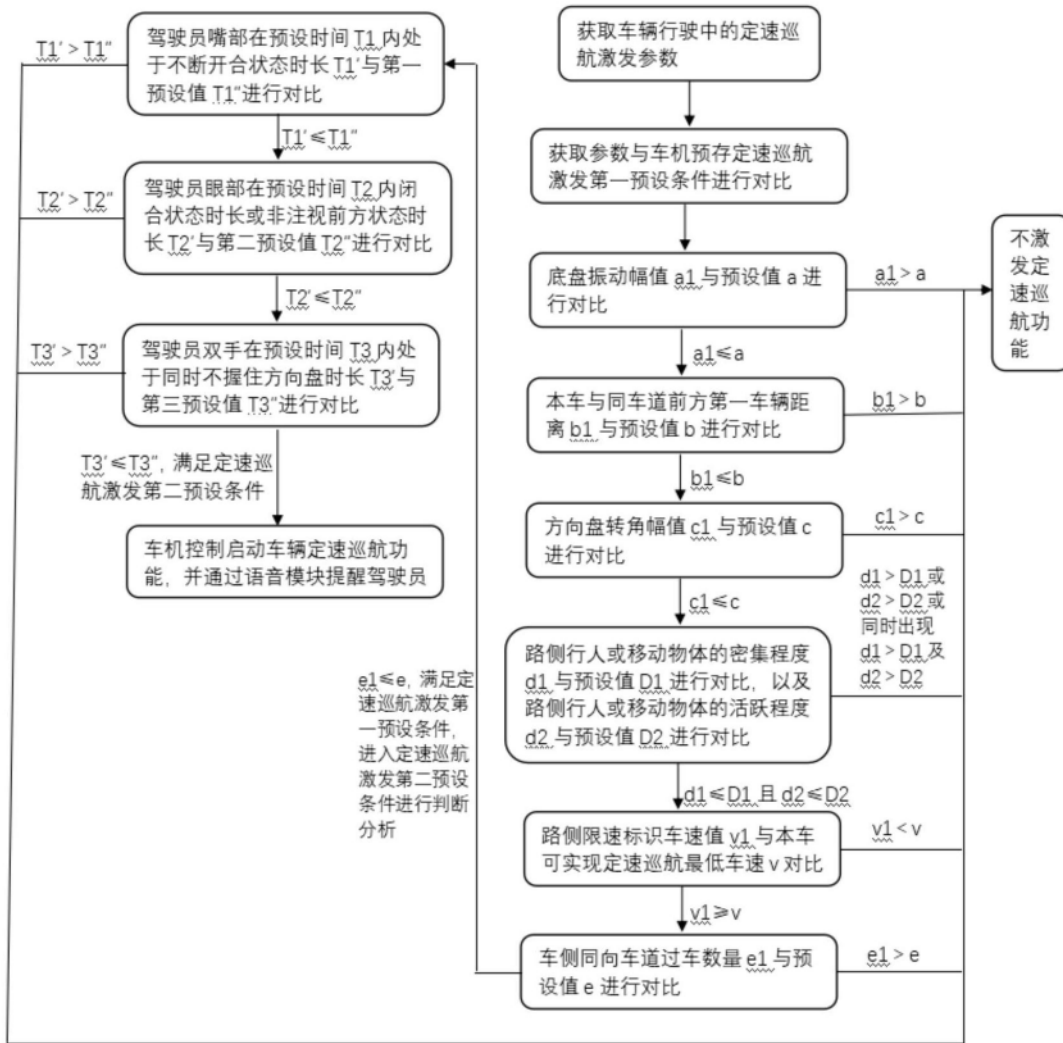 获取车辆行驶中的定速巡
航激发参数
获取参数与车机预存定速巡航
激发第一预设条件进行对比
底盘振动幅值 a1 与预设值 a 进
行对比
a1＞a
不激
发定
速巡
航功
能
a1≤a
本车与同车道前方第一车辆距
离 b1 与预设值 b 进行对比
b1＞b
b1≤b
方向盘转角幅值 c1 与预设值 c
进行对比
c1＞c
c1≤c
路侧行人或移动物体的密集程度
d1 与预设值 D1 进行对比，以及
路侧行人或移动物体的活跃程度
d2 与预设值 D2 进行对比
d1＞D1 或
d2＞D2 或
同时出现
d1＞D1 及
d2＞D2
d1≤D1 且 d2≤D2
路侧限速标识车速值 v1 与本车
可实现定速巡航最低车速 v 对比
v1＜v
v1≥v
车侧同向车道过车数量 e1 与预
设值 e 进行对比
e1＞e
e1≤e，满足定
速巡航激发第
一预设条件，
进入定速巡航
激发第二预设
条件进行判断
分析
驾驶员嘴部在预设时间 T1 内处
于不断开合状态时长 T1′与第一
预设值 T1″进行对比
T1′＞T1″
T1′≤T1″
驾驶员眼部在预设时间 T2 内闭
合状态时长或非注视前方状态时
长 T2′与第二预设值 T2″进行对比
T2′＞T2″
T2′≤T2″
驾驶员双手在预设时间 T3 内处
于同时不握住方向盘时长 T3′与
第三预设值 T3″进行对比
T3′＞T3″
T3′≤T3″，满足定速巡
航激发第二预设条件
车机控制启动车辆定速巡航功
能，并通过语音模块提醒驾驶员